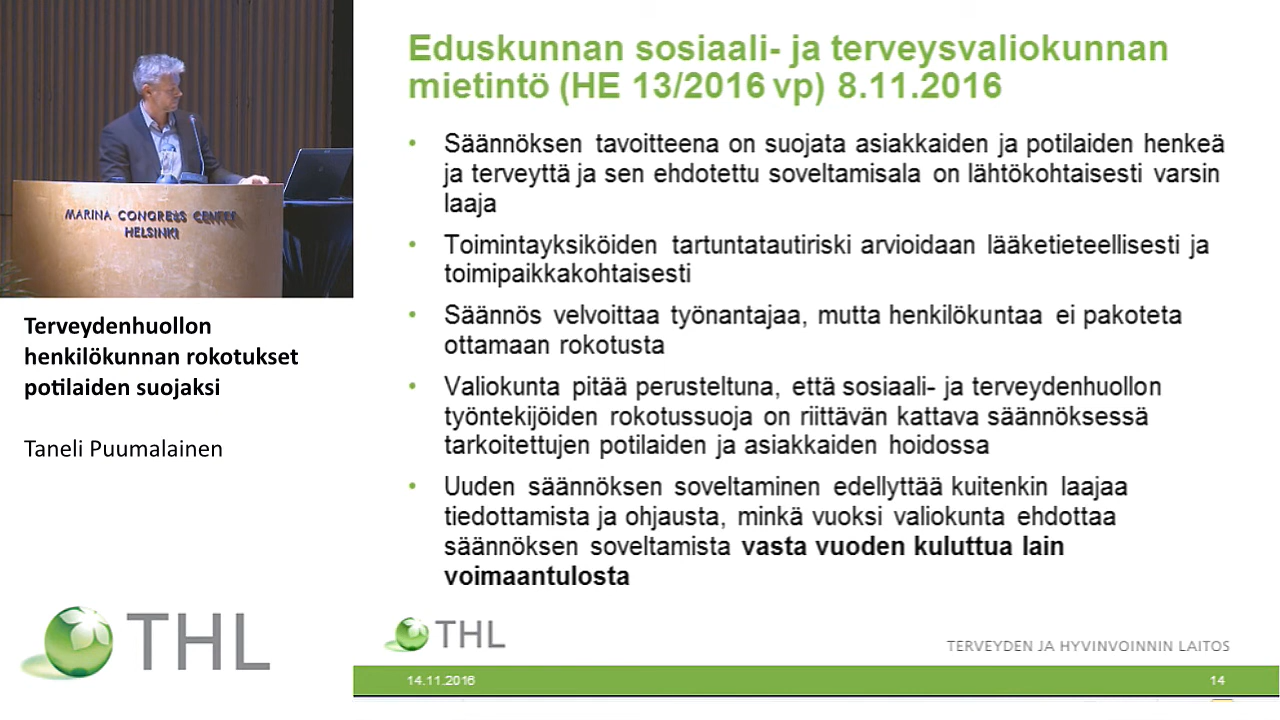 MARINA CONGRESS CENTER
HELSINKI
Terveydenhuollon
henkilökunnan rokotukset
potilaiden suojaksi
Taneli Puumalainen
THL
Eduskunnan sosiaali- ja terveysvaliokunnan
mietintö (HE 13/2016 vp) 8.11.2016
• Säännöksen tavoitteena on suojata asiakkaiden ja potilaiden henkeä
ja terveyttä ja sen ehdotettu soveltamisala on lähtökohtaisesti varsin
laaja
• Toimintayksiköiden tartuntatautiriski arvioidaan lääketieteellisesti ja
toimipaikkakohtaisesti
• Säännös velvoittaa työnantajaa, mutta henkilökuntaa ei pakoteta
ottamaan rokotusta
• Valiokunta pitää perusteltuna, että sosiaali- ja terveydenhuollon
työntekijöiden rokotussuoja on riittävän kattava säännöksessä
tarkoitettujen potilaiden ja asiakkaiden hoidossa
• Uuden säännöksen soveltaminen edellyttää kuitenkin laajaa
tiedottamista ja ohjausta, minkä vuoksi valiokunta ehdottaa
säännöksen soveltamista vasta vuoden kuluttua lain
voimaantulosta
THL
TERVEYDEN JA HYVINVOINNIN LAITOS
14.11.2016
14